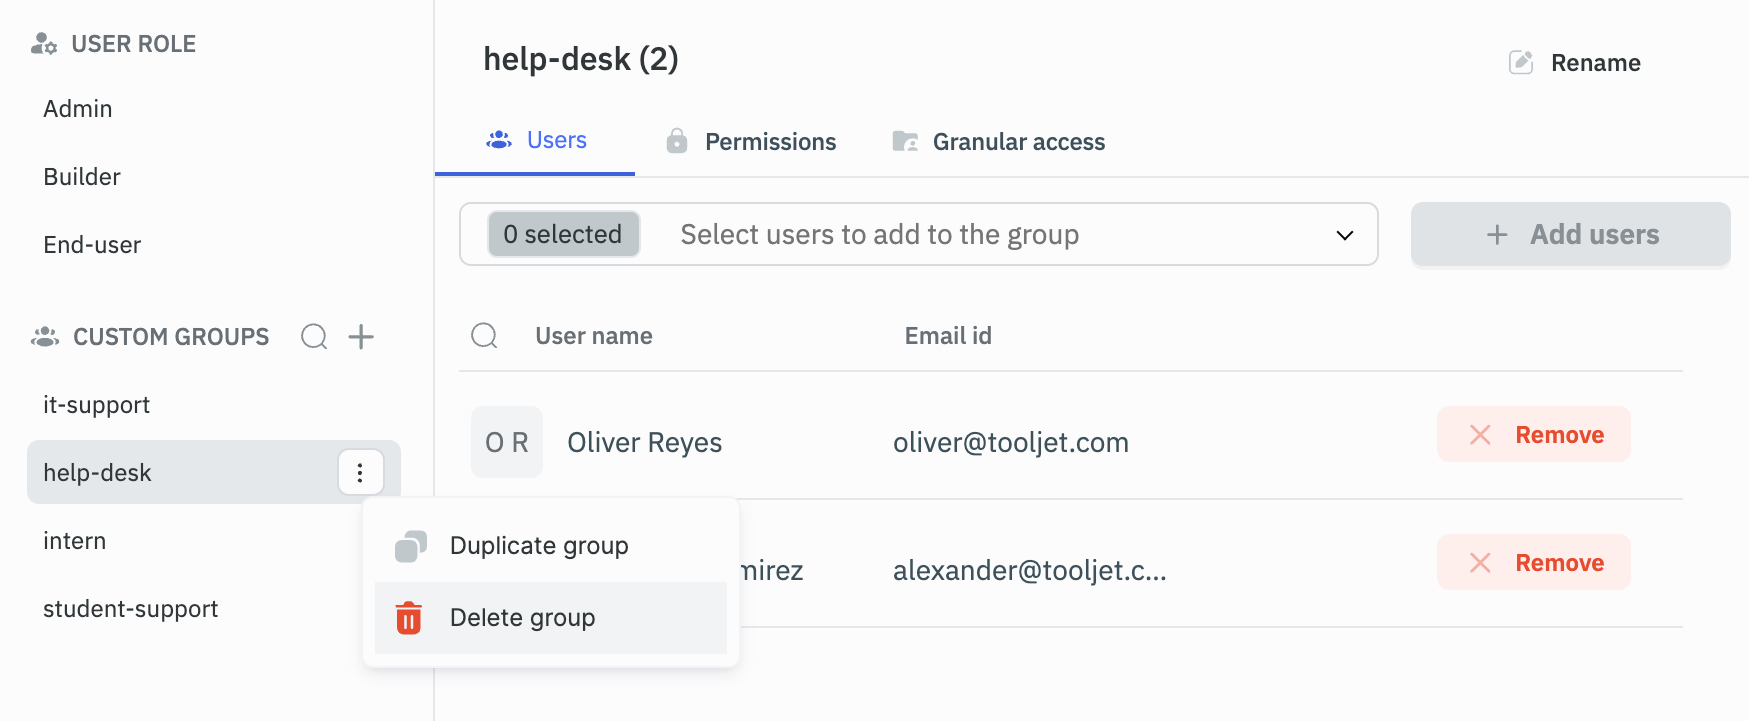 USER ROLE
Admin
Builder
End-user
CUSTOM GROUPS
it-support
help-desk
intern
student-support
Duplicate group
Delete group
help-desk (2)
Rename
Users
Permissions
Granular access
0 selected
Select users to add to the group
Add users
User name
Email id
O R
Oliver Reyes
oliver@tooljet.com
Remove
mirez
alexander@tooljet.c...
Remove